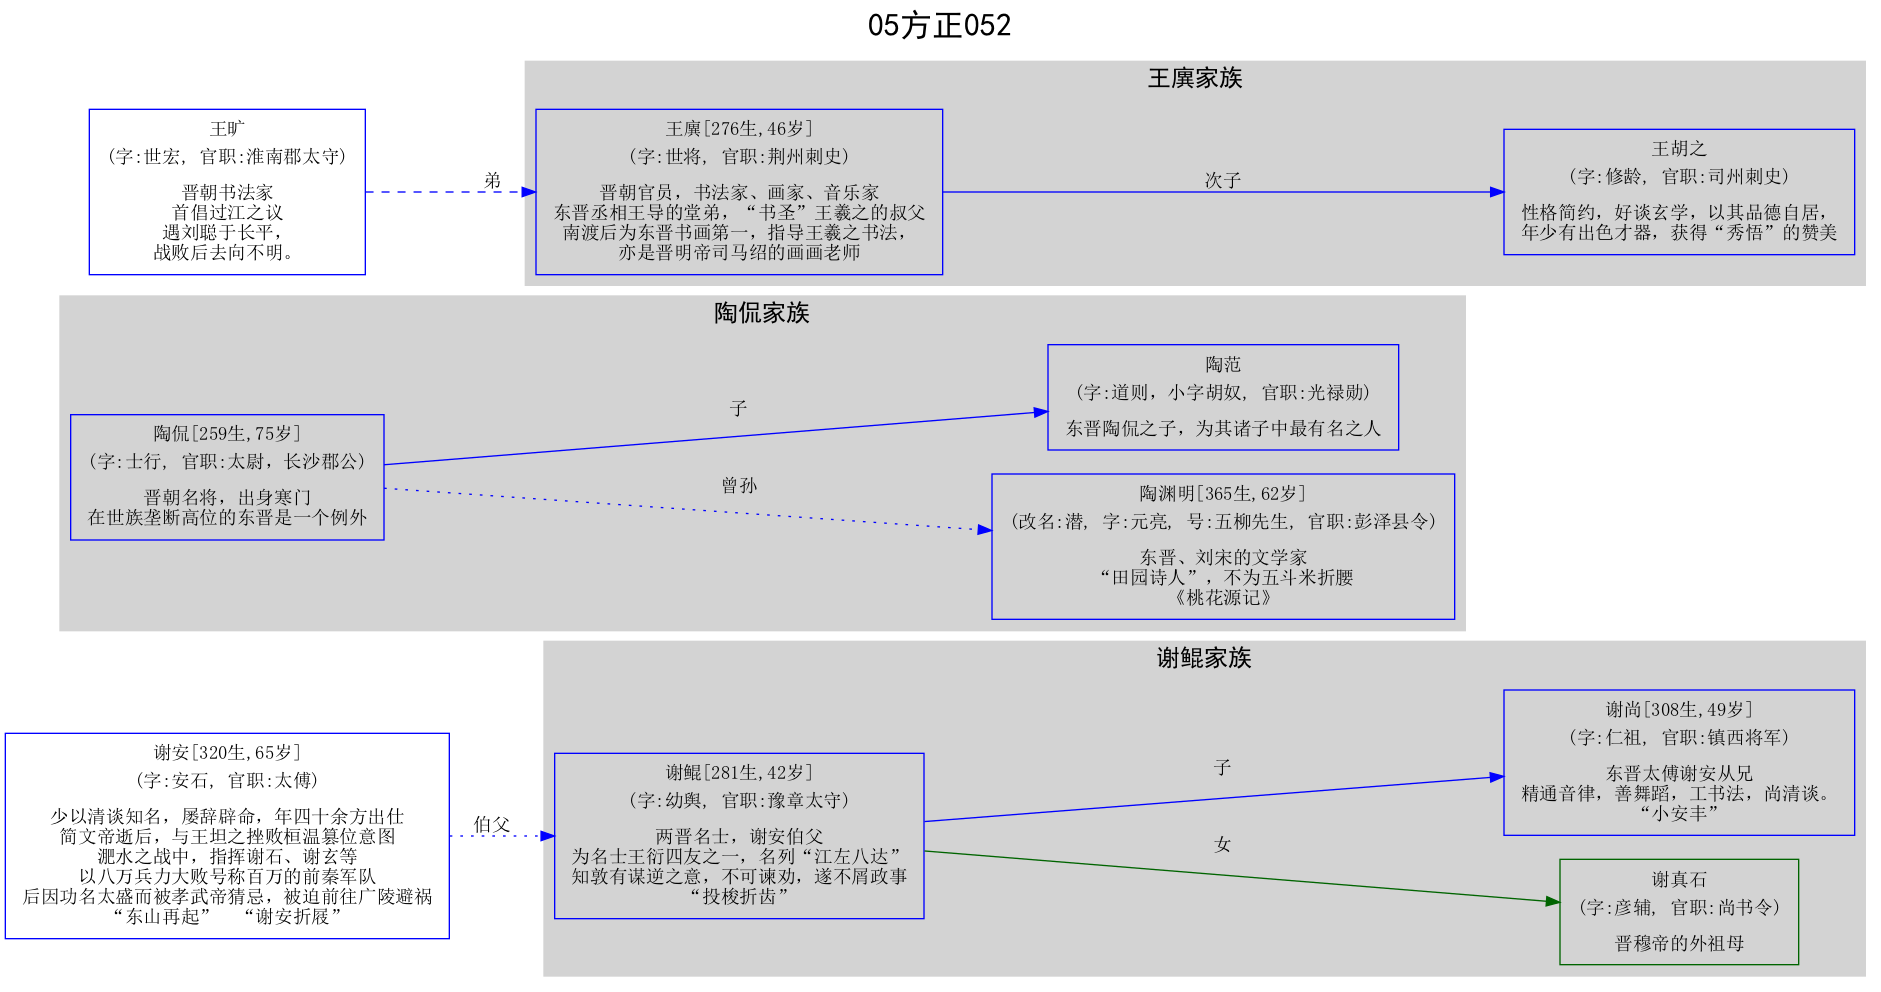 05方正052
王廙家族
王旷
(字:世宏, 官职:淮南郡太守)
晋朝书法家
首倡过江之议
遇刘聪于长平，
战败后去向不明。
弟
王廙[276生,46岁]
(字:世将, 官职:荆州刺史)
晋朝官员，书法家、画家、音乐家
东晋丞相王导的堂弟，“书圣”王羲之的叔父
南渡后为东晋书画第一，指导王羲之书法，
亦是晋明帝司马绍的画画老师
次子
王胡之
(字:修龄, 官职:司州刺史)
性格简约，好谈玄学，以其品德自居，
年少有出色才器，获得“秀悟”的赞美
陶侃家族
陶侃[259生,75岁]
(字:士行, 官职:太尉，长沙郡公)
晋朝名将，出身寒门
在世族垄断高位的东晋是一个例外
子
陶范
(字:道则，小字胡奴, 官职:光禄勋)
东晋陶侃之子，为其诸子中最有名之人
曾孙
陶渊明[365生,62岁]
(改名:潜, 字:元亮, 号:五柳先生, 官职:彭泽县令)
东晋、刘宋的文学家
“田园诗人”，不为五斗米折腰
《桃花源记》
谢鲲家族
谢安[320生,65岁]
(字:安石, 官职:太傅)
少以清谈知名，屡辞辟命，年四十余方出仕
简文帝逝后，与王坦之挫败桓温篡位意图
淝水之战中，指挥谢石、谢玄等
以八万兵力大败号称百万的前秦军队
后因功名太盛而被孝武帝猜忌，被迫前往广陵避祸
“东山再起” “谢安折屐”
伯父
谢鲲[281生,42岁]
(字:幼舆, 官职:豫章太守)
两晋名士，谢安伯父
为名士王衍四友之一，名列“江左八达”
知敦有谋逆之意，不可谏劝，遂不屑政事
“投梭折齿”
子
谢尚[308生,49岁]
(字:仁祖, 官职:镇西将军)
东晋太傅谢安从兄
精通音律，善舞蹈，工书法，尚清谈。
“小安丰”
女
谢真石
(字:彦辅, 官职:尚书令)
晋穆帝的外祖母